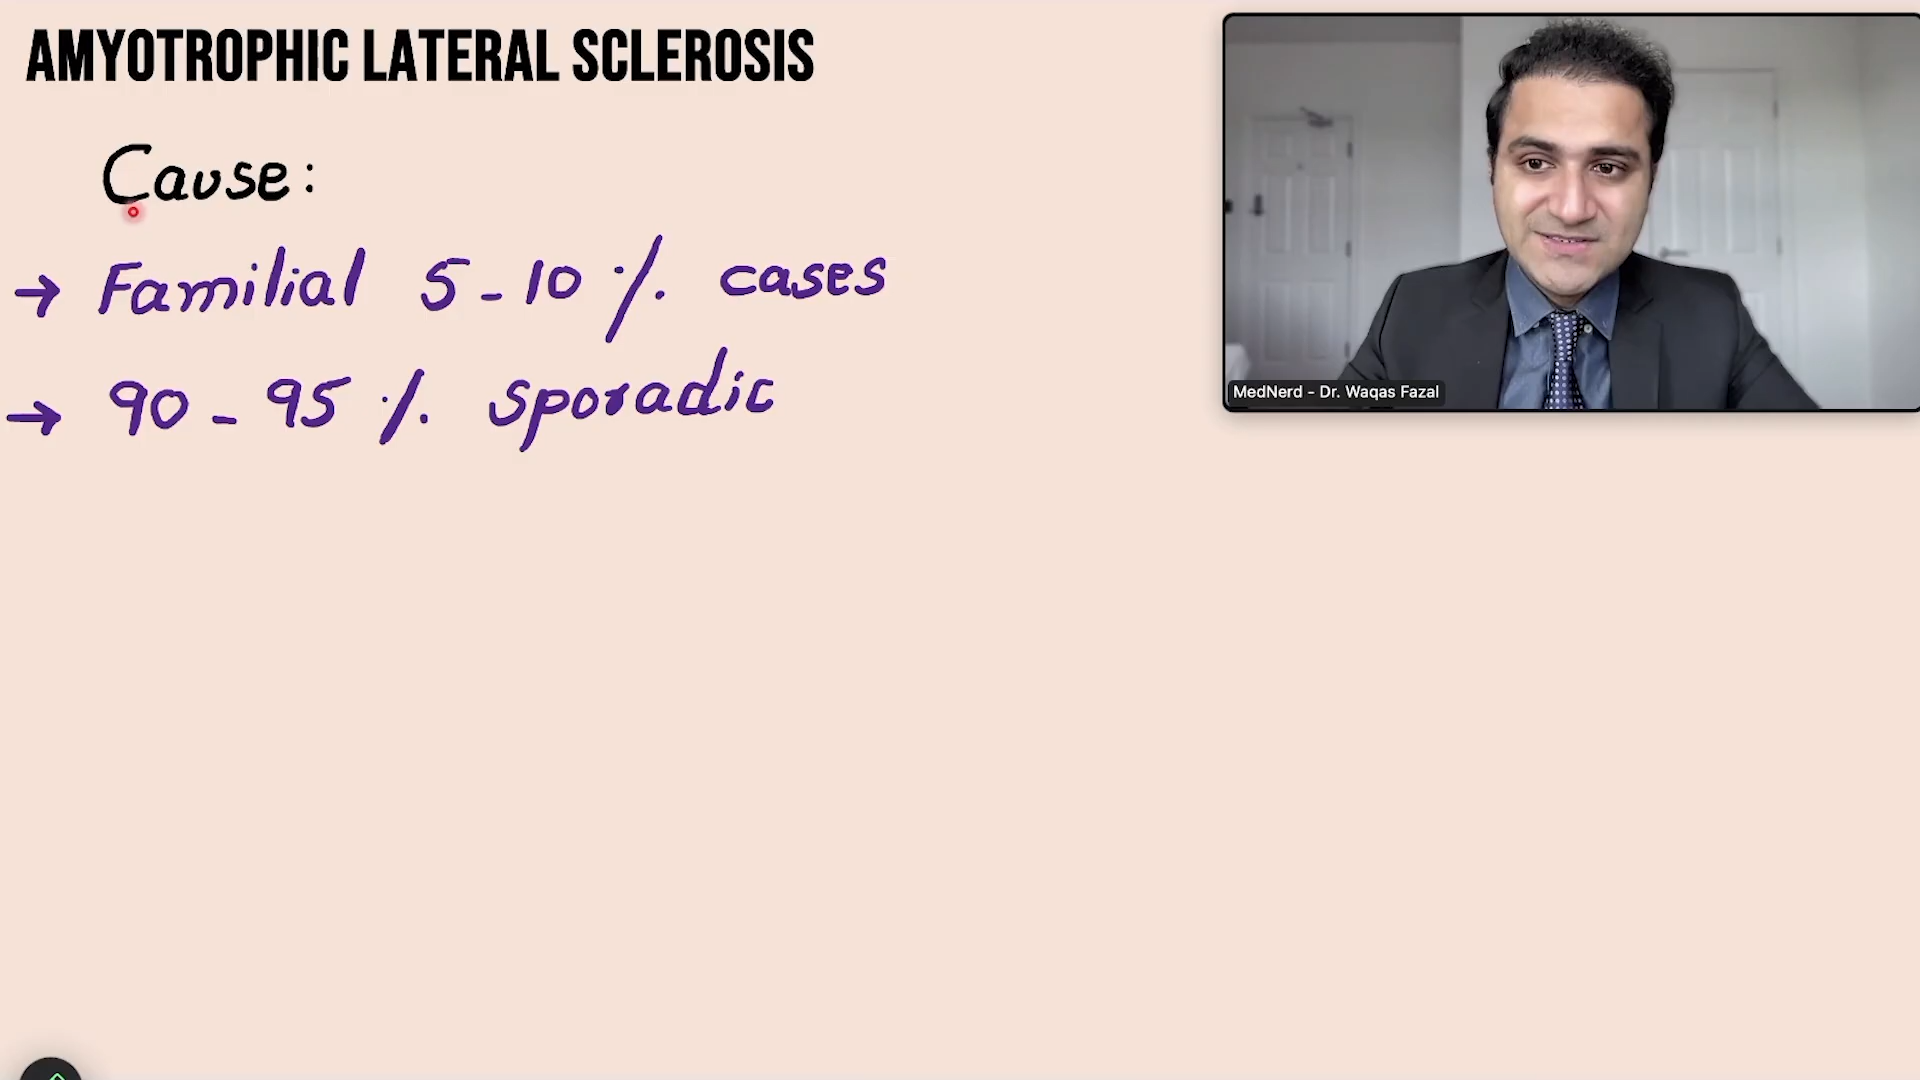 AMYOTROPHIC LATERAL SCLEROSIS
Cause:
→ Familial 5-10 % cases
→ 90-95 % sporadic
MedNerd - Dr. Waqas Fazal